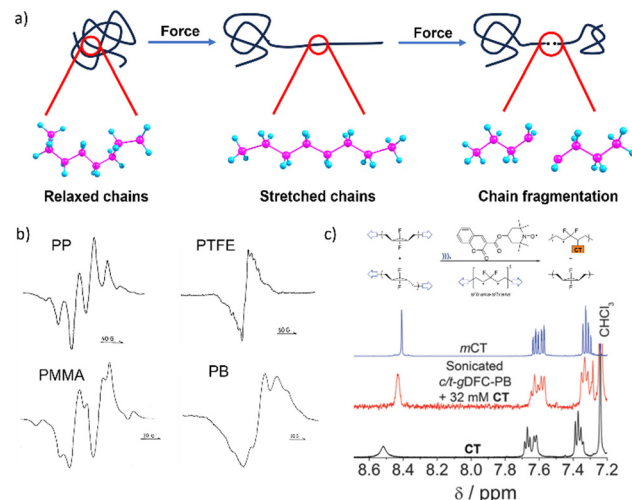 a)
Force
Force
Relaxed chains
Stretched chains
Chain fragmentation
b)
PP
PTFE
PMMA
PB
c)
CT
mCT
Sonicated
c/t-gDFC-PB
+ 32 mM CT
CT
CHCl3
8.6 8.4 8.2 8.0 7.8 7.6 7.4 7.2
δ / ppm